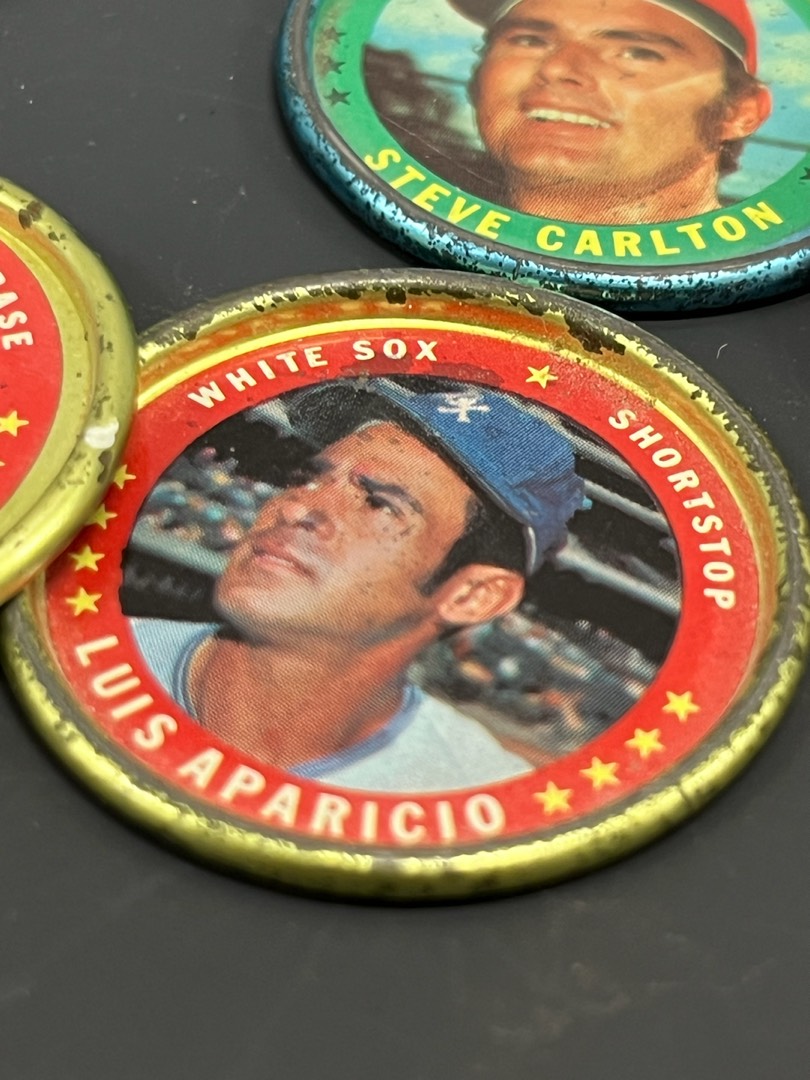 STEVE CARLTON
WHITE SOX
SHORTSTOP
LUIS APARICIO